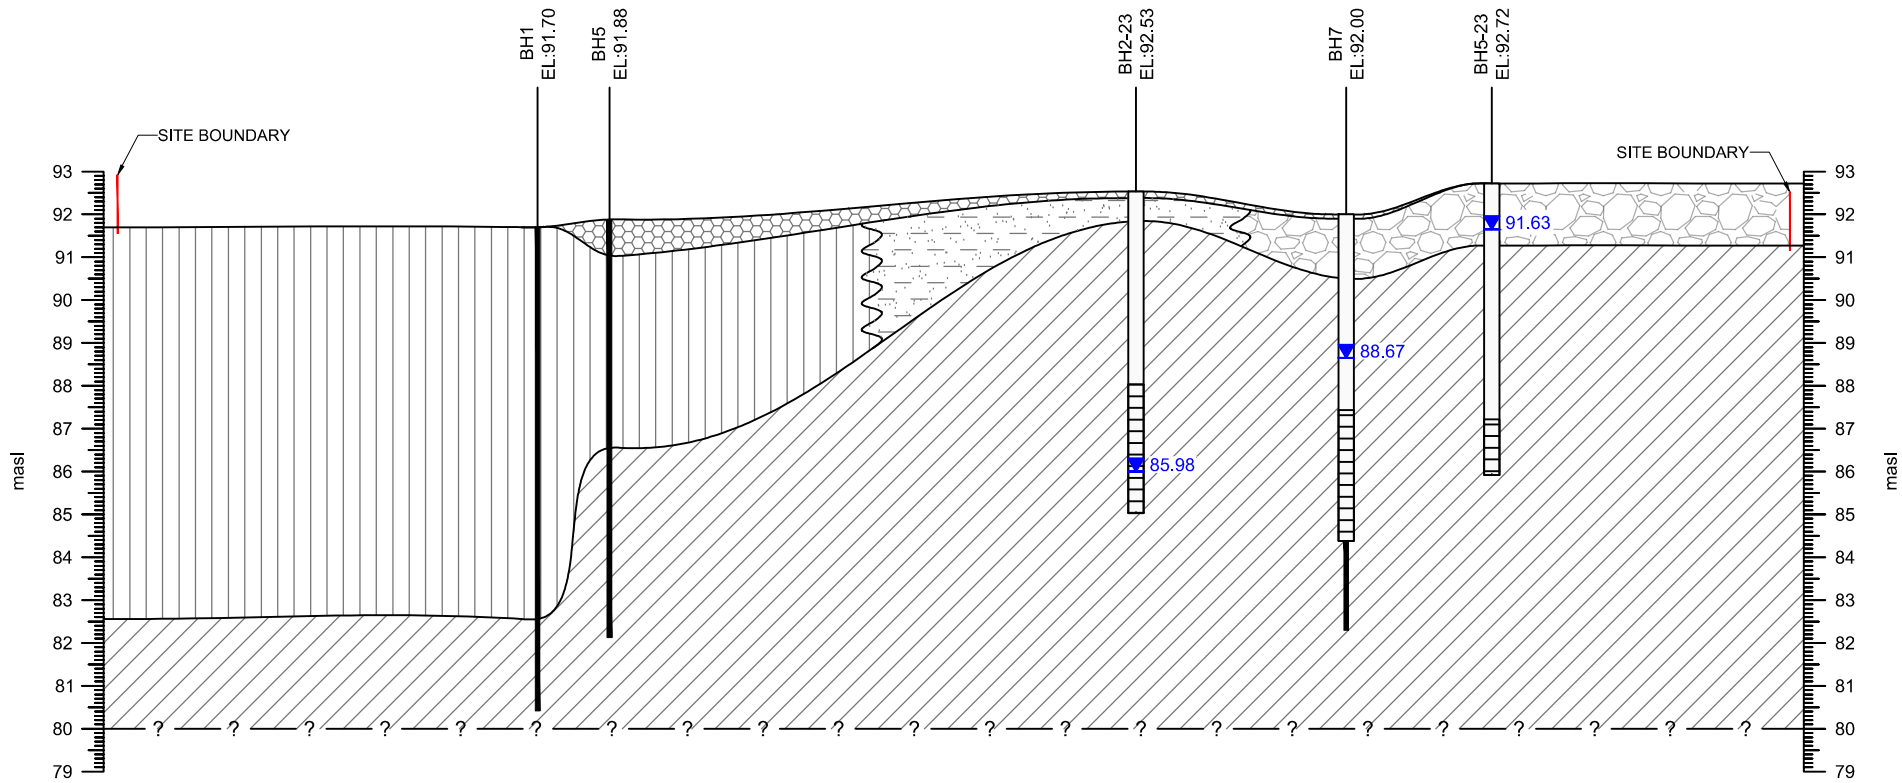 BH1
EL:91.70
BH5
EL:91.88
BH2-23
EL:92.53
BH7
EL:92.00
BH5-23
EL:92.72
SITE BOUNDARY
SITE BOUNDARY
93
92
91
90
89
88
87
86
85
84
83
82
81
80
79
masl
91.63
88.67
85.98
? ? ? ? ? ? ? ? ? ? ? ? ? ? ? ? ? ? ? ? ? ?
93
92
91
90
89
88
87
86
85
84
83
82
81
80
79
masl